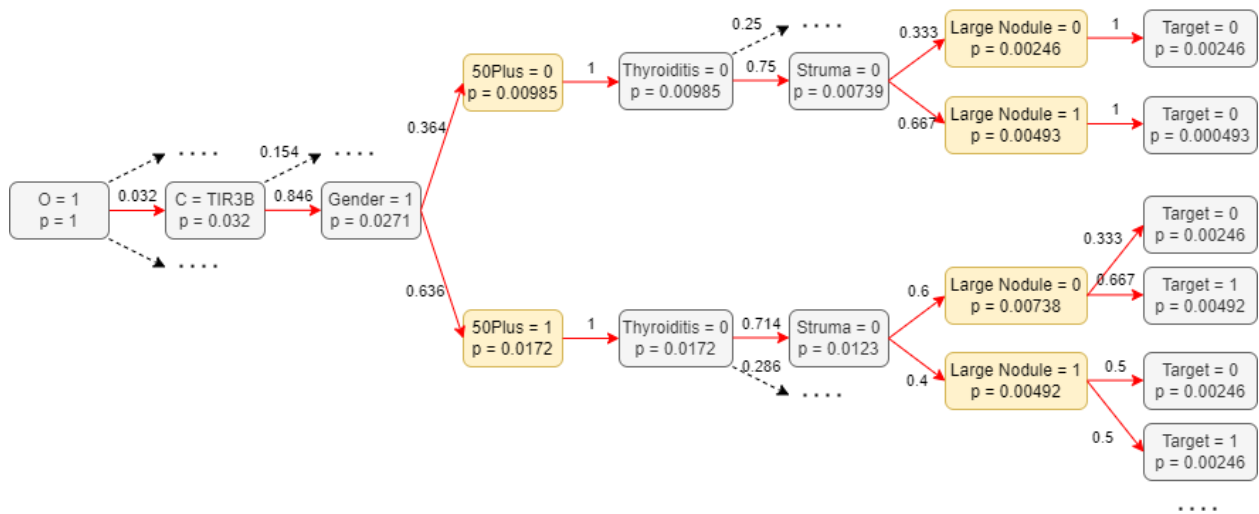 O = 1
p = 1
0.032
. . . .
. . . .
C = TIR3B
p = 0.032
0.154
. . . .
0.846
Gender = 1
p = 0.0271
0.364
50Plus = 0
p = 0.00985
1
Thyroiditis = 0
p = 0.00985
0.25
. . . .
0.75
Struma = 0
p = 0.00739
0.333
Large Nodule = 0
p = 0.00246
1
Target = 0
p = 0.00246
0.667
Large Nodule = 1
p = 0.00493
1
Target = 0
p = 0.000493
0.636
50Plus = 1
p = 0.0172
1
Thyroiditis = 0
p = 0.0172
0.714
Struma = 0
p = 0.0123
0.286
. . . .
0.6
Large Nodule = 0
p = 0.00738
0.333
Target = 0
p = 0.00246
0.667
Target = 1
p = 0.00492
0.4
Large Nodule = 1
p = 0.00492
0.5
Target = 0
p = 0.00246
0.5
Target = 1
p = 0.00246
. . . .